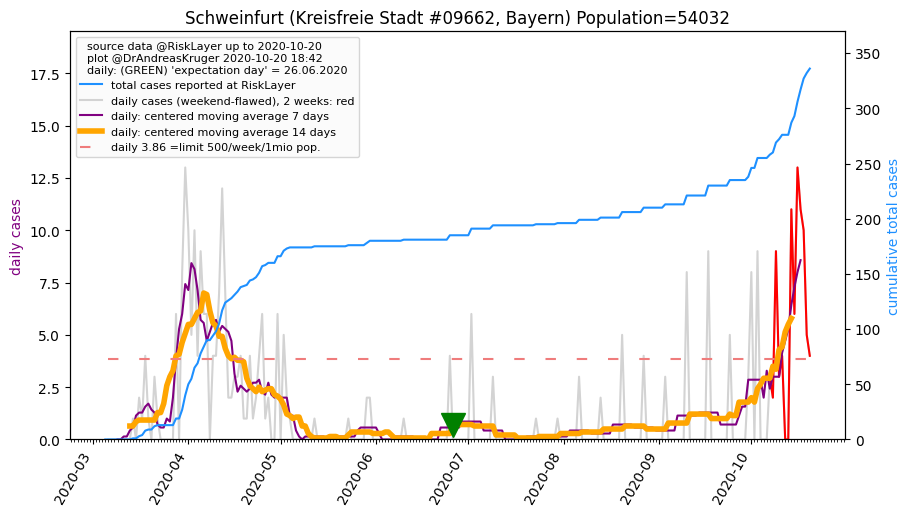 Schweinfurt (Kreisfreie Stadt #09662, Bayern) Population=54032
source data @RiskLayer up to 2020-10-20
plot @DrAndreasKruger 2020-10-20 18:42
daily: (GREEN) 'expectation day' = 26.06.2020
total cases reported at RiskLayer
daily cases (weekend-flawed), 2 weeks: red
daily: centered moving average 7 days
daily: centered moving average 14 days
daily 3.86 =limit 500/week/1mio pop.
daily cases
17.5
15.0
12.5
10.0
7.5
5.0
2.5
0.0
350
300
250
200
150
100
50
0
cumulative total cases
2020-03
2020-04
2020-05
2020-06
2020-07
2020-08
2020-09
2020-10